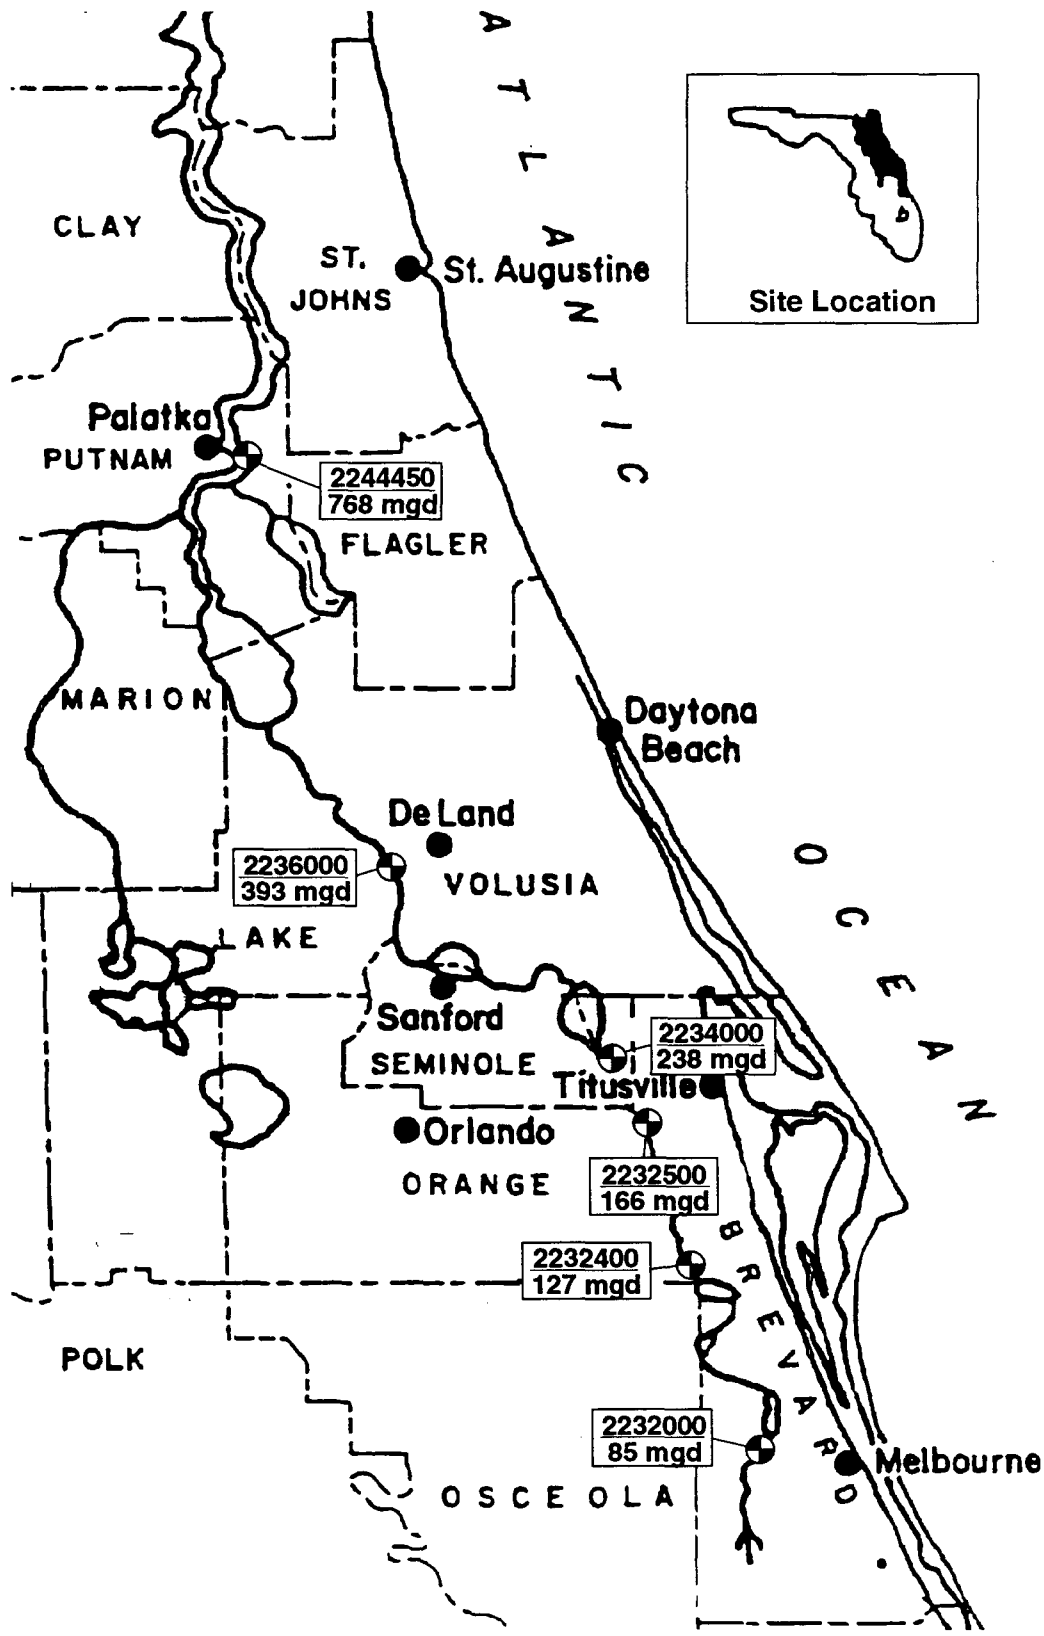 ATLANTIC
Site Location
CLAY
ST.
JOHNS
St. Augustine
Palatka
PUTNAM
2244450
768 mgd
FLAGLER
MARION
Daytona
Beach
De Land
2236000
393 mgd
VOLUSIA
OCEAN
AKE
Sanford
SEMINOLE
2234000
238 mgd
Titusville
Orlando
ORANGE
2232500
166 mgd
2232400
127 mgd
BREVARD
POLK
2232000
85 mgd
Melbourne
OSCEOLA